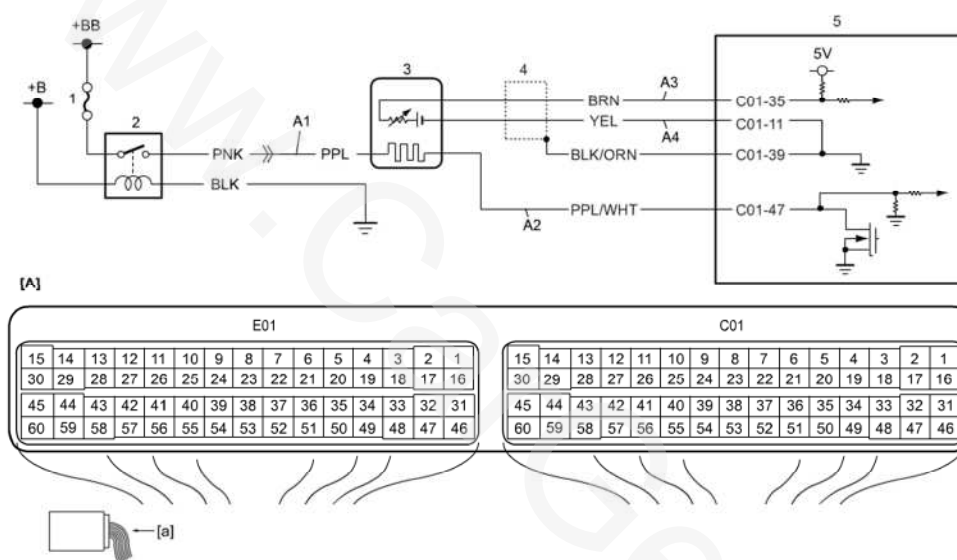 +BB
5
+B
1
2
3
4
5V
A1
A3
BRN
C01-35
YEL
C01-11
A4
PNK
PPL
BLK/ORN
C01-39
BLK
PPL/WHT
C01-47
A2
[A]
E01
C01
15 14 13 12 11 10 9 8 7 6 5 4 3 2 1
30 29 28 27 26 25 24 23 22 21 20 19 18 17 16
45 44 43 42 41 40 39 38 37 36 35 34 33 32 31
60 59 58 57 56 55 54 53 52 51 50 49 48 47 46
15 14 13 12 11 10 9 8 7 6 5 4 3 2 1
30 29 28 27 26 25 24 23 22 21 20 19 18 17 16
45 44 43 42 41 40 39 38 37 36 35 34 33 32 31
60 59 58 57 56 55 54 53 52 51 50 49 48 47 46
[a]